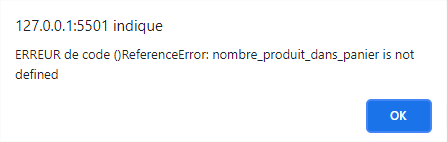 127.0.0.1:5501 indique
ERREUR de code ()ReferenceError: nombre_produit_dans_panier is not
defined
OK